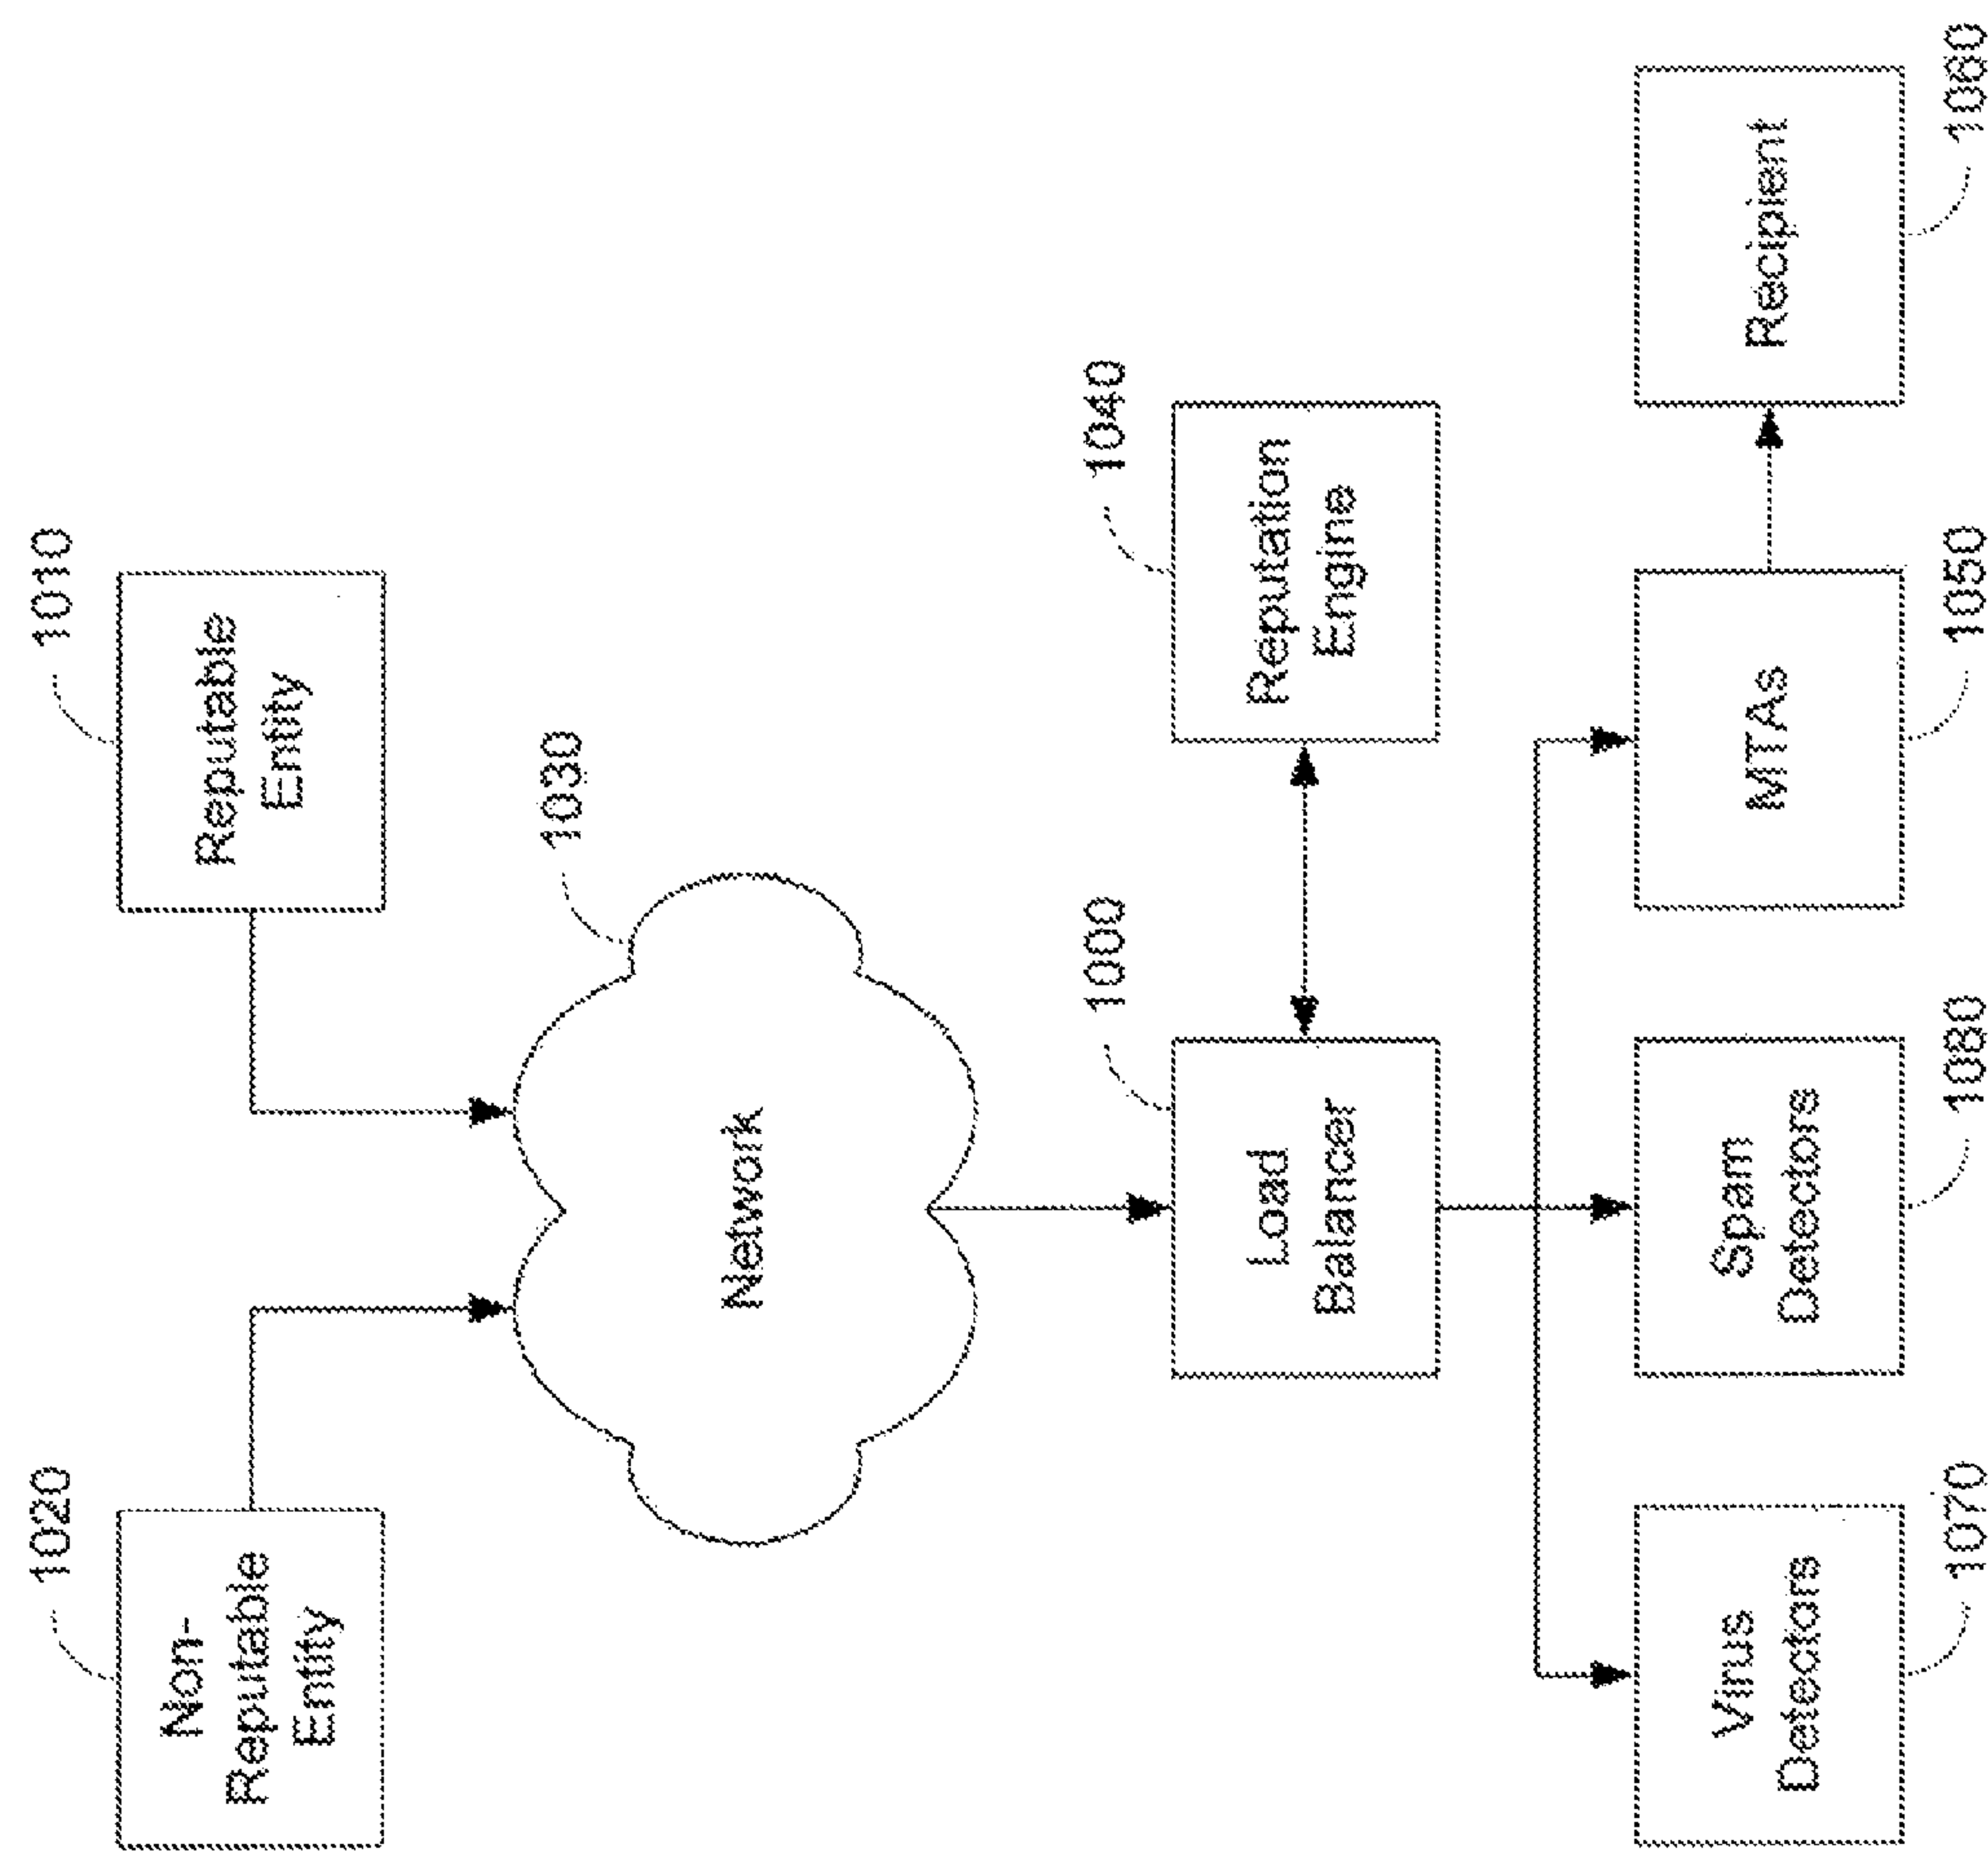 1020
Non-
Reputable
Entity
1010
Reputable
Entity
1030
Network
1000
Load
Balancer
1040
Reputation
Engine
Virus
Detectors
1070
Spam
Detectors
1080
MTAs
1050
Recipient
1060